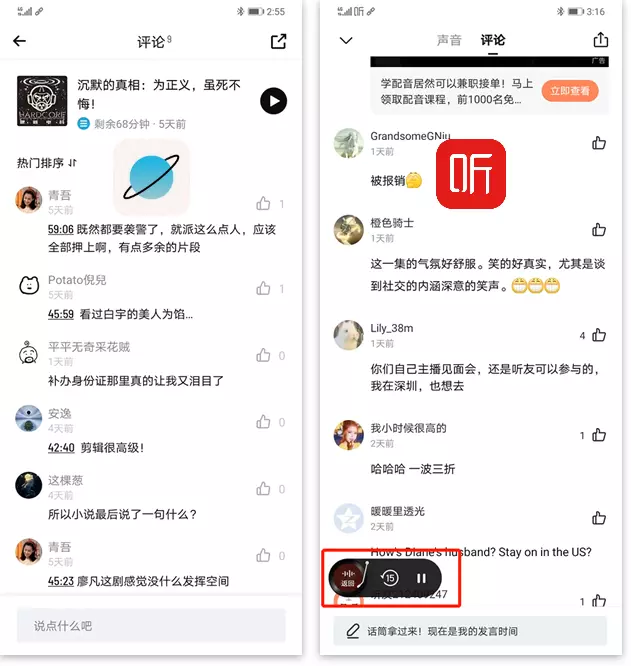 2:55
评论9
沉默的真相：为正义，虽死不
悔！
HARDCORE
剩余68分钟 · 5天前
热门排序
青吾
5天前
1
59:06 既然都要袭警了，就派这么点人，应该
全部押上啊，有点多余的片段
Potato倪兒
5天前
1
45:59 看过白字的美人为馅...
平平无奇采花贼
1天前
0
补办身份证那里真的让我又泪目了
安逸
4天前
0
42:40 剪辑很高级！
这棵葱
4天前
0
所以小说最后说了一句什么？
青吾
5天前
0
45:23 廖凡这剧感觉没什么发挥空间
说点什么吧
听
3:16
声音 评论
广告
学配音居然可以兼职接单！马上
领取配音课程，前1000名免...
立即查看
GrandsomeGNiu
1天前
被报销
听
橙色骑士
1天前
这一集的气氛好舒服。笑的好真实，尤其是谈
到社交的内涵深意的笑声。
Lily_38m
1天前
4
你们自己主播见面会，还是听友可以参与的，
我在深圳，也想去
我小时候很高的
2天前
1
哈哈哈 一波三折
暖暖里透光
2天前
How's Diane's husband? Stay on in the US?
返回
15
1
话筒拿过来！现在是我的发言时间